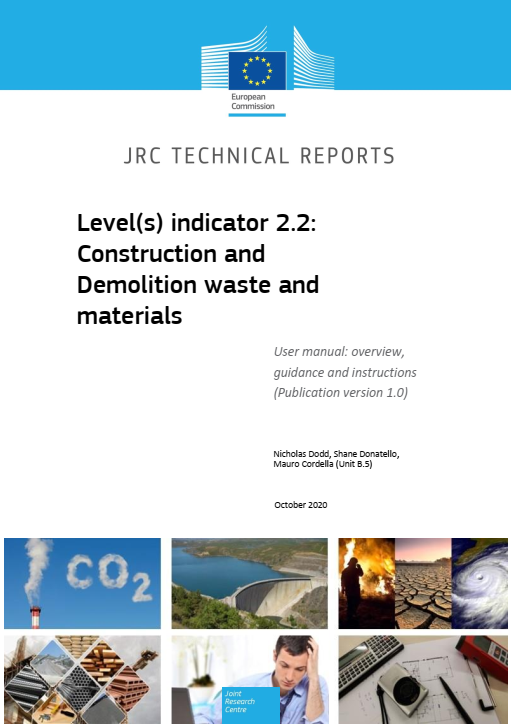 European
Commission
JRC TECHNICAL REPORTS
Level(s) indicator 2.2:
Construction and
Demolition waste and
materials
User manual: overview,
guidance and instructions
(Publication version 1.0)
Nicholas Dodd, Shane Donatello,
Mauro Cordella (Unit B.5)
October 2020
CO2
Joint
Research
Centre